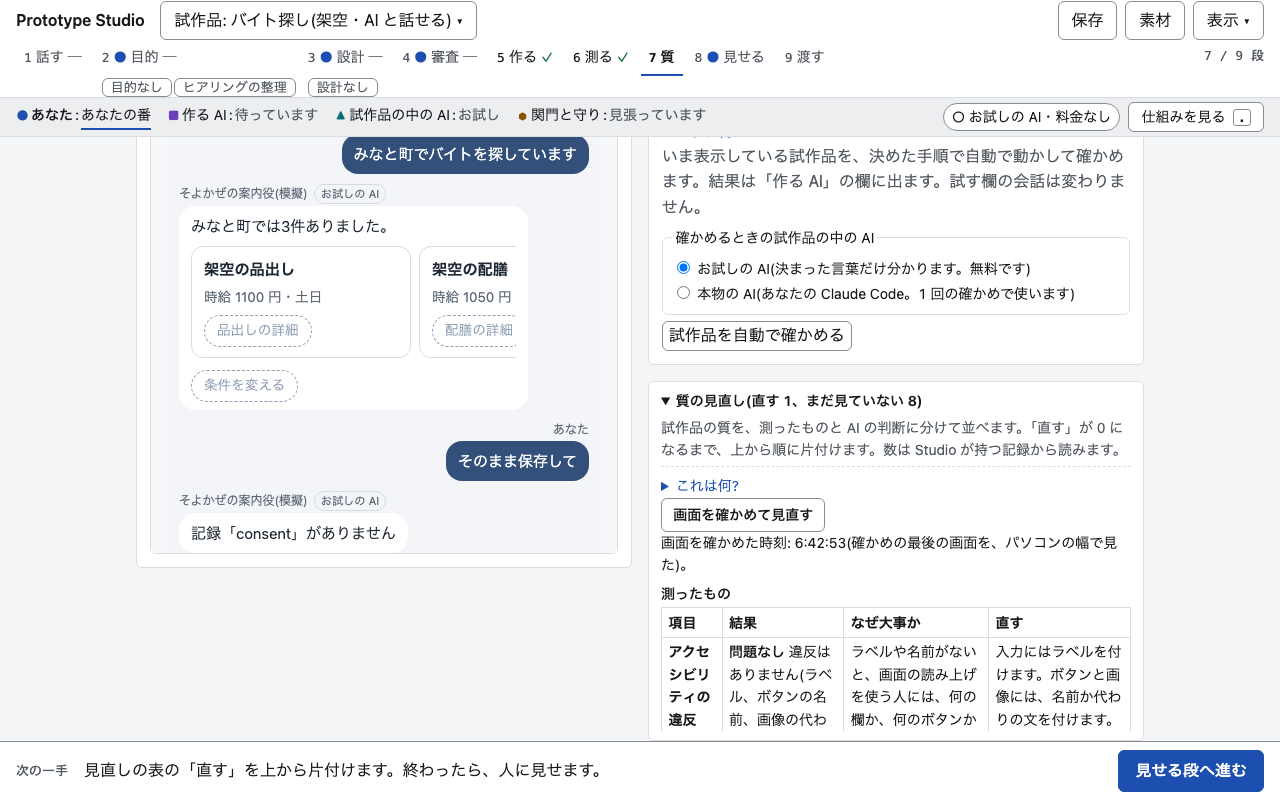 Prototype Studio
試作品: バイト探し(架空・AI と話せる) ▾
保存
素材
表示 ▾
1 話す —
2 目的 —
3 設計 —
4 審査 —
5 作る ✓
6 測る ✓
7 質
8 見せる
9 渡す
7 / 9 段
目的なし
ヒアリングの整理
設計なし
あなた: あなたの番
作る AI: 待っています
試作品の中の AI: お試し
関門と守り: 見張っています
お試しの AI・料金なし
仕組みを見る .
みなと町でバイトを探しています
そよかぜの案内役(模擬) お試しの AI
みなと町では3件ありました。
架空の品出し
時給 1100 円・土日
品出しの詳細
架空の配膳
時給 1050 円
配膳の詳細
条件を変える
あなた
そのまま保存して
そよかぜの案内役(模擬) お試しの AI
記録「consent」がありません
いま表示している試作品を、決めた手順で自動で動かして確かめ
ます。結果は「作る AI」の欄に出ます。試す欄の会話は変わりま
せん。
確かめるときの試作品の中の AI
お試しの AI(決まった言葉だけ分かります。無料です)
本物の AI(あなたの Claude Code。1 回の確かめで使います)
試作品を自動で確かめる
▼ 質の見直し(直す 1、まだ見ていない 8)
試作品の質を、測ったものと AI の判断に分けて並べます。「直す」が 0 に
なるまで、上から順に片付けます。数は Studio が持つ記録から読みます。
▶ これは何?
画面を確かめて見直す
画面を確かめた時刻: 6:42:53(確かめの最後の画面を、パソコンの幅で見
た)。
測ったもの
項目
結果
なぜ大事か
直す
アクセ
シビリ
ティの
違反
問題なし 違反は
ありません(ラベ
ル、ボタンの名
前、画像の代わ
ラベルや名前がない
と、画面の読み上げ
を使う人には、何の
欄か、何のボタンか
入力にはラベルを付
けます。ボタンと画
像には、名前か代わ
りの文を付けます。
次の一手 見直しの表の「直す」を上から片付けます。終わったら、人に見せます。
見せる段へ進む